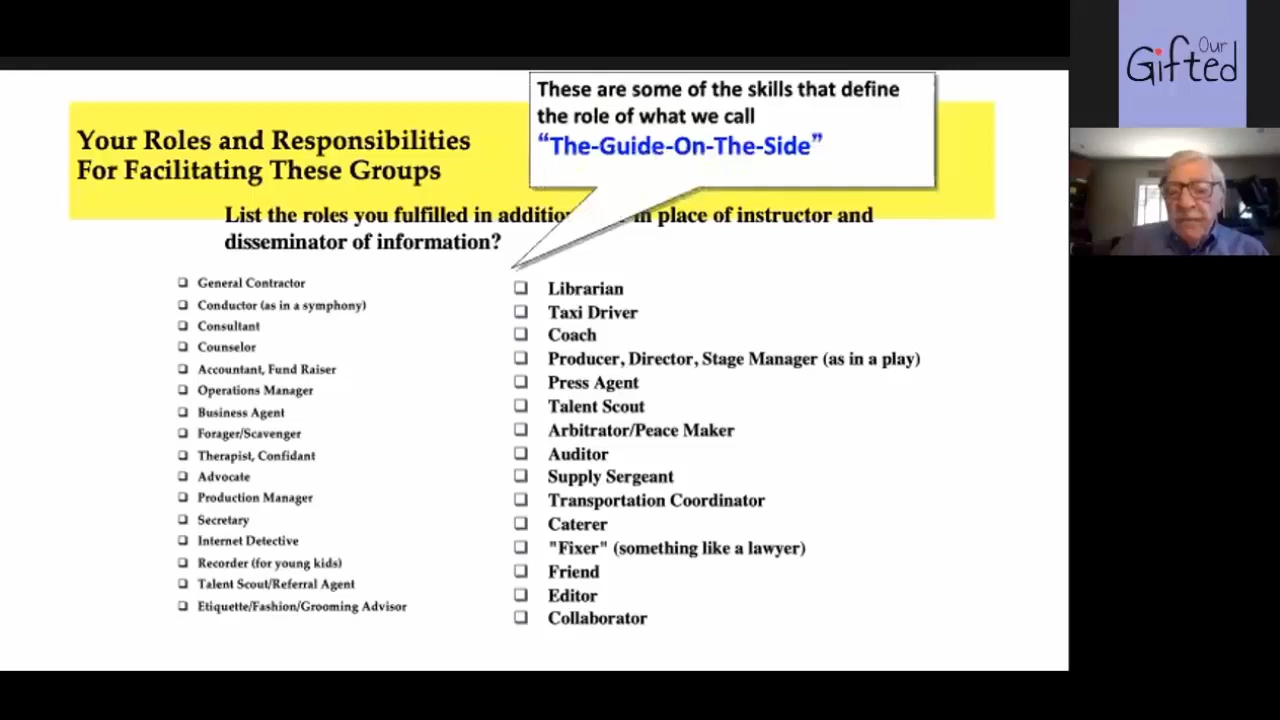 Your Roles and Responsibilities
For Facilitating These Groups
These are some of the skills that define
the role of what we call
“The-Guide-On-The-Side”
List the roles you fulfilled in in place of instructor and
disseminator of information?
General Contractor
Conductor (as in a symphony)
Consultant
Counselor
Accountant, Fund Raiser
Operations Manager
Business Agent
Forager/Scavenger
Therapist, Confidant
Advocate
Production Manager
Secretary
Internet Detective
Recorder (for young kids)
Talent Scout/Referral Agent
Etiquette/Fashion/Grooming Advisor
Librarian
Taxi Driver
Coach
Producer, Director, Stage Manager (as in a play)
Press Agent
Talent Scout
Arbitrator/Peace Maker
Auditor
Supply Sergeant
Transportation Coordinator
Caterer
"Fixer" (something like a lawyer)
Friend
Editor
Collaborator
Our
Gifted